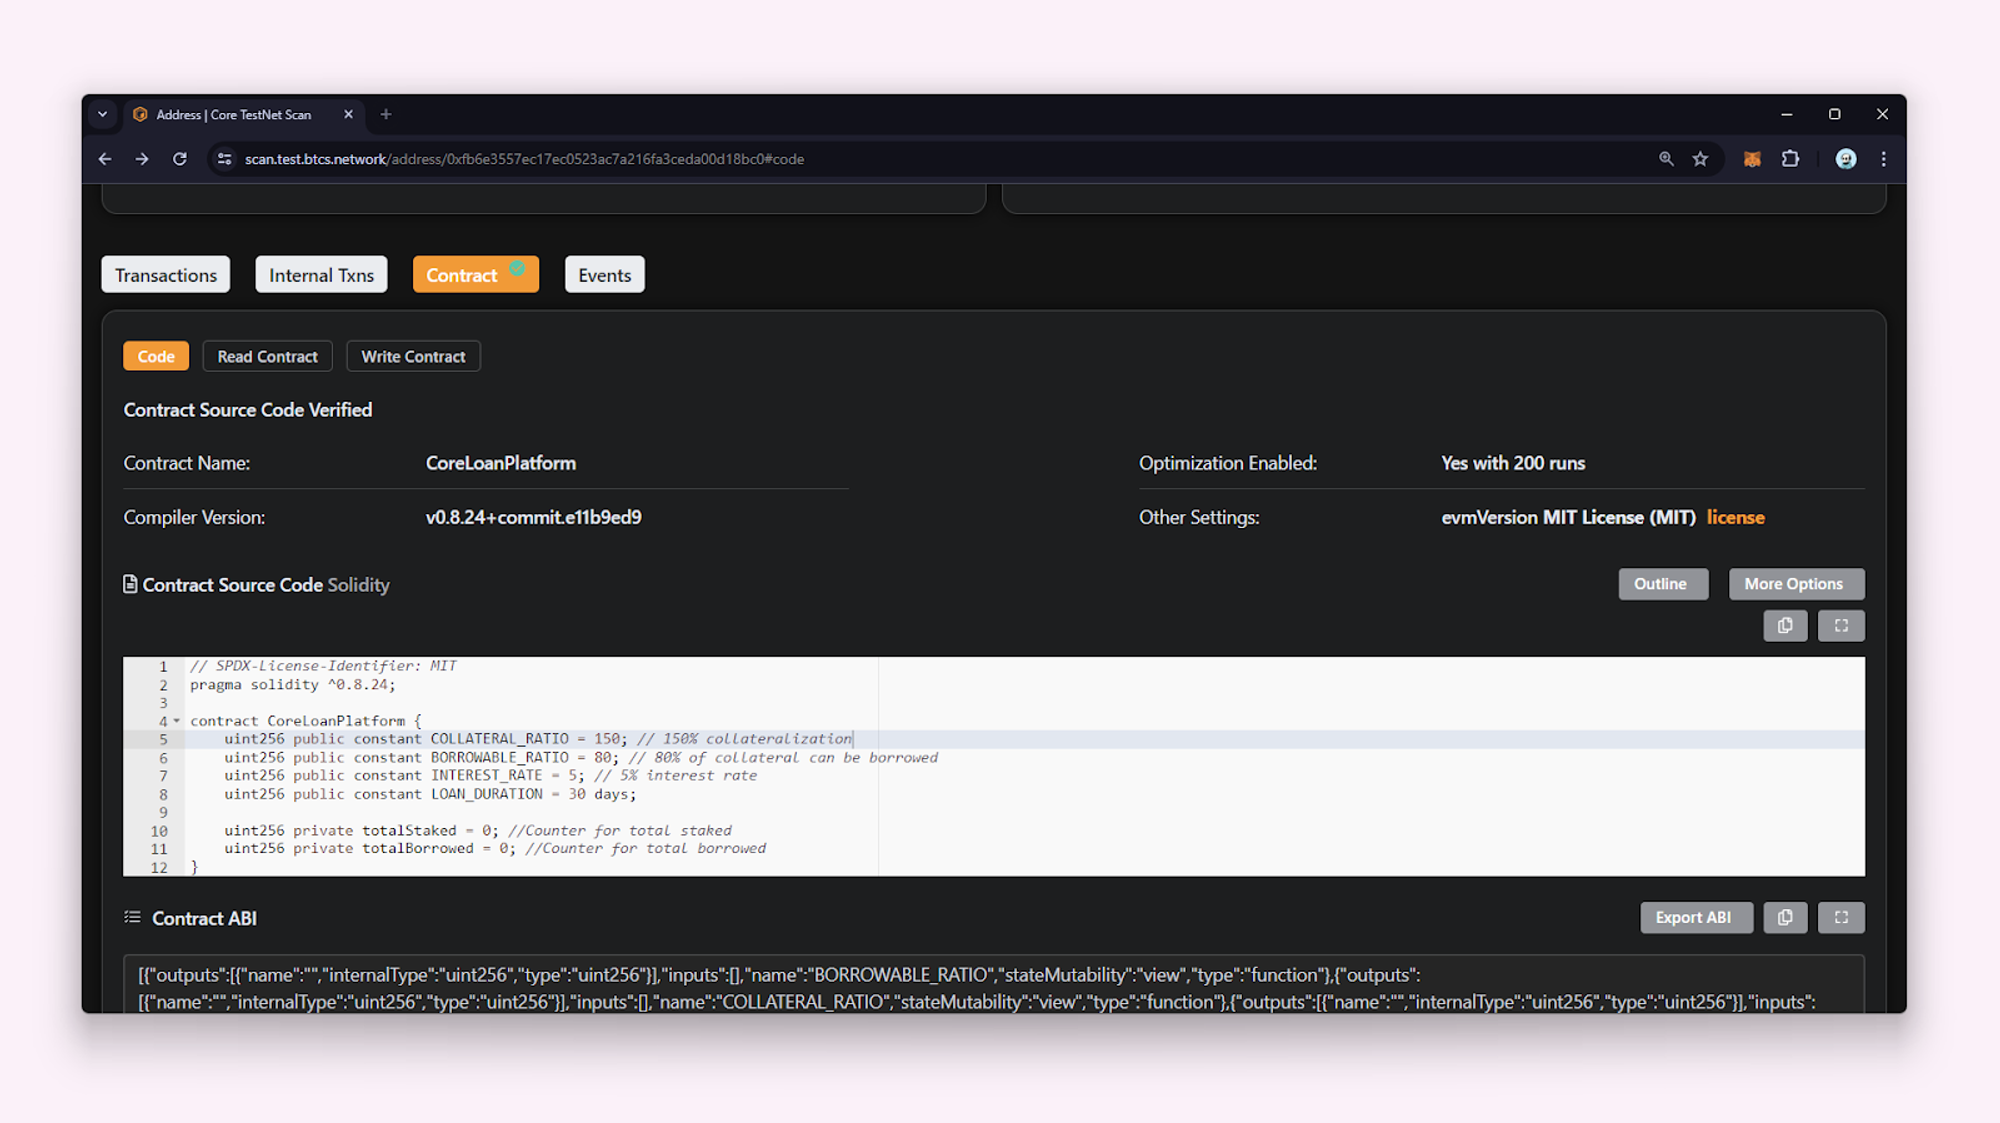 Address | Core TestNet Scan
scan.test.btcs.network/address/0xfb6e3557ec17ec0523ac7a216fa3ceda00d18bc0#code
Transactions
Internal Txns
Contract
Events
Code
Read Contract
Write Contract
Contract Source Code Verified
Contract Name:
CoreLoanPlatform
Optimization Enabled:
Yes with 200 runs
Compiler Version:
v0.8.24+commit.e11b9ed9
Other Settings:
evmVersion MIT License (MIT) license
Contract Source Code Solidity
Outline
More Options
1 // SPDX-License-Identifier: MIT
2 pragma solidity ^0.8.24;
3
4 contract CoreLoanPlatform {
5 uint256 public constant COLLATERAL_RATIO = 150; // 150% collateralization
6 uint256 public constant BORROWABLE_RATIO = 80; // 80% of collateral can be borrowed
7 uint256 public constant INTEREST_RATE = 5; // 5% interest rate
8 uint256 public constant LOAN_DURATION = 30 days;
9
10 uint256 private totalStaked = 0; //Counter for total staked
11 uint256 private totalBorrowed = 0; //Counter for total borrowed
12 }
Contract ABI
Export ABI
[{"outputs":[{"name":"","internalType":"uint256","type":"uint256"}],"inputs":[],"name":"BORROWABLE_RATIO","stateMutability":"view","type":"function"},{"outputs":
[{"name":"","internalType":"uint256","type":"uint256"}],"inputs":[],"name":"COLLATERAL_RATIO","stateMutability":"view","type":"function"},{"outputs":[{"name":"","internalType":"uint256","type":"uint256"}],"inputs":